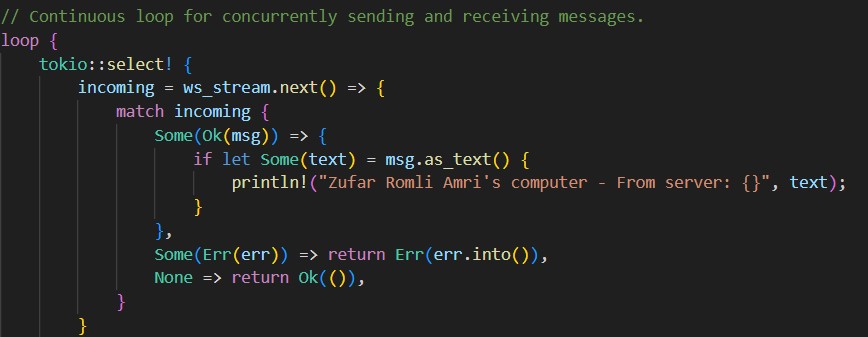 // Continuous loop for concurrently sending and receiving messages.
loop {
    tokio::select! {
        incoming = ws_stream.next() => {
            match incoming {
                Some(Ok(msg)) => {
                    if let Some(text) = msg.as_text() {
                        println!("Zufar Romli Amri's computer - From server: {}", text);
                    }
                },
                Some(Err(err)) => return Err(err.into()),
                None => return Ok(()),
            }
        }